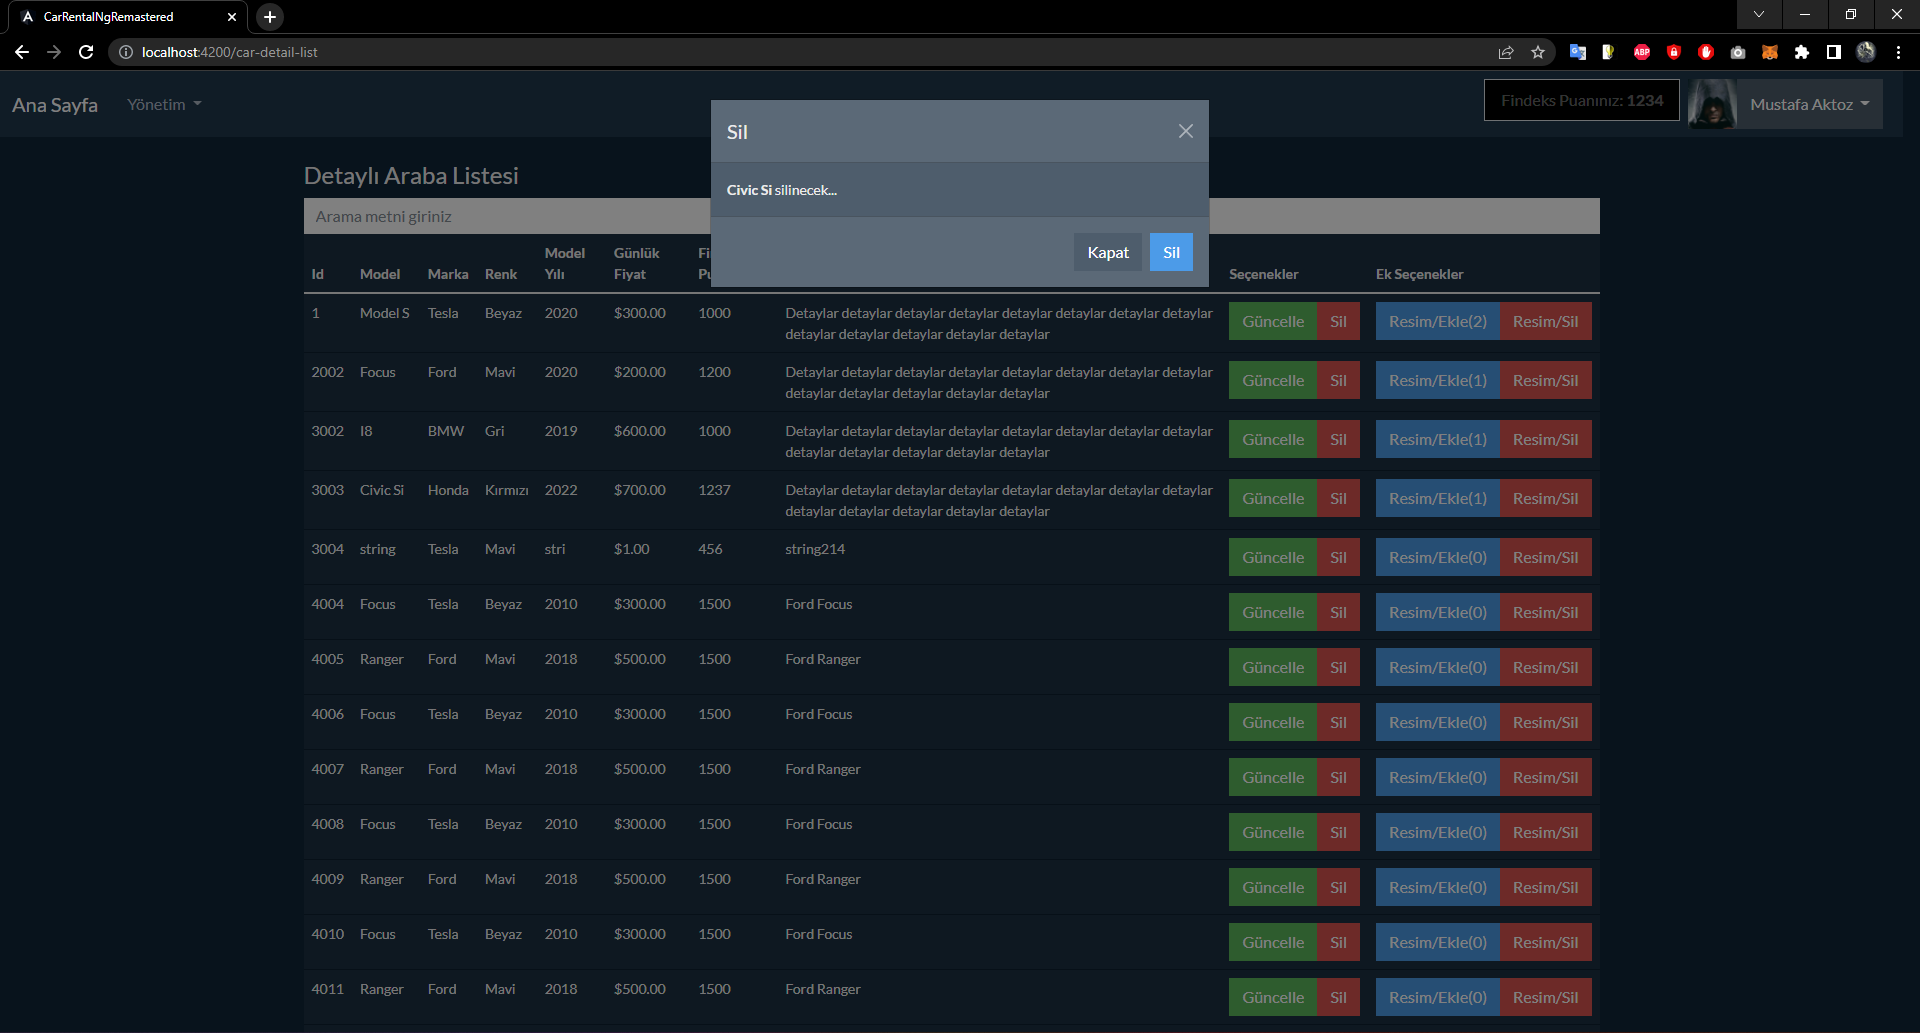 CarRentalNgRemastered
localhost:4200/car-detail-list
Ana Sayfa Yönetim Findeks Puanınız: 1234 Mustafa Aktoz
Sil
Civic Si silinecek...
Kapat Sil
Detaylı Araba Listesi
Arama metni giriniz
Id Model Marka Renk Model Yılı Günlük Fiyat Seçenekler Ek Seçenekler
1 Model S Tesla Beyaz 2020 $300.00 1000 Detaylar detaylar detaylar detaylar detaylar detaylar detaylar detaylar Güncelle Sil Resim/Ekle(2) Resim/Sil
detaylar detaylar detaylar detaylar detaylar
2002 Focus Ford Mavi 2020 $200.00 1200 Detaylar detaylar detaylar detaylar detaylar detaylar detaylar detaylar Güncelle Sil Resim/Ekle(1) Resim/Sil
detaylar detaylar detaylar detaylar detaylar
3002 I8 BMW Gri 2019 $600.00 1000 Detaylar detaylar detaylar detaylar detaylar detaylar detaylar detaylar Güncelle Sil Resim/Ekle(1) Resim/Sil
detaylar detaylar detaylar detaylar detaylar
3003 Civic Si Honda Kırmızı 2022 $700.00 1237 Detaylar detaylar detaylar detaylar detaylar detaylar detaylar detaylar Güncelle Sil Resim/Ekle(1) Resim/Sil
detaylar detaylar detaylar detaylar detaylar
3004 string Tesla Mavi stri $1.00 456 string214 Güncelle Sil Resim/Ekle(0) Resim/Sil
4004 Focus Tesla Beyaz 2010 $300.00 1500 Ford Focus Güncelle Sil Resim/Ekle(0) Resim/Sil
4005 Ranger Ford Mavi 2018 $500.00 1500 Ford Ranger Güncelle Sil Resim/Ekle(0) Resim/Sil
4006 Focus Tesla Beyaz 2010 $300.00 1500 Ford Focus Güncelle Sil Resim/Ekle(0) Resim/Sil
4007 Ranger Ford Mavi 2018 $500.00 1500 Ford Ranger Güncelle Sil Resim/Ekle(0) Resim/Sil
4008 Focus Tesla Beyaz 2010 $300.00 1500 Ford Focus Güncelle Sil Resim/Ekle(0) Resim/Sil
4009 Ranger Ford Mavi 2018 $500.00 1500 Ford Ranger Güncelle Sil Resim/Ekle(0) Resim/Sil
4010 Focus Tesla Beyaz 2010 $300.00 1500 Ford Focus Güncelle Sil Resim/Ekle(0) Resim/Sil
4011 Ranger Ford Mavi 2018 $500.00 1500 Ford Ranger Güncelle Sil Resim/Ekle(0) Resim/Sil